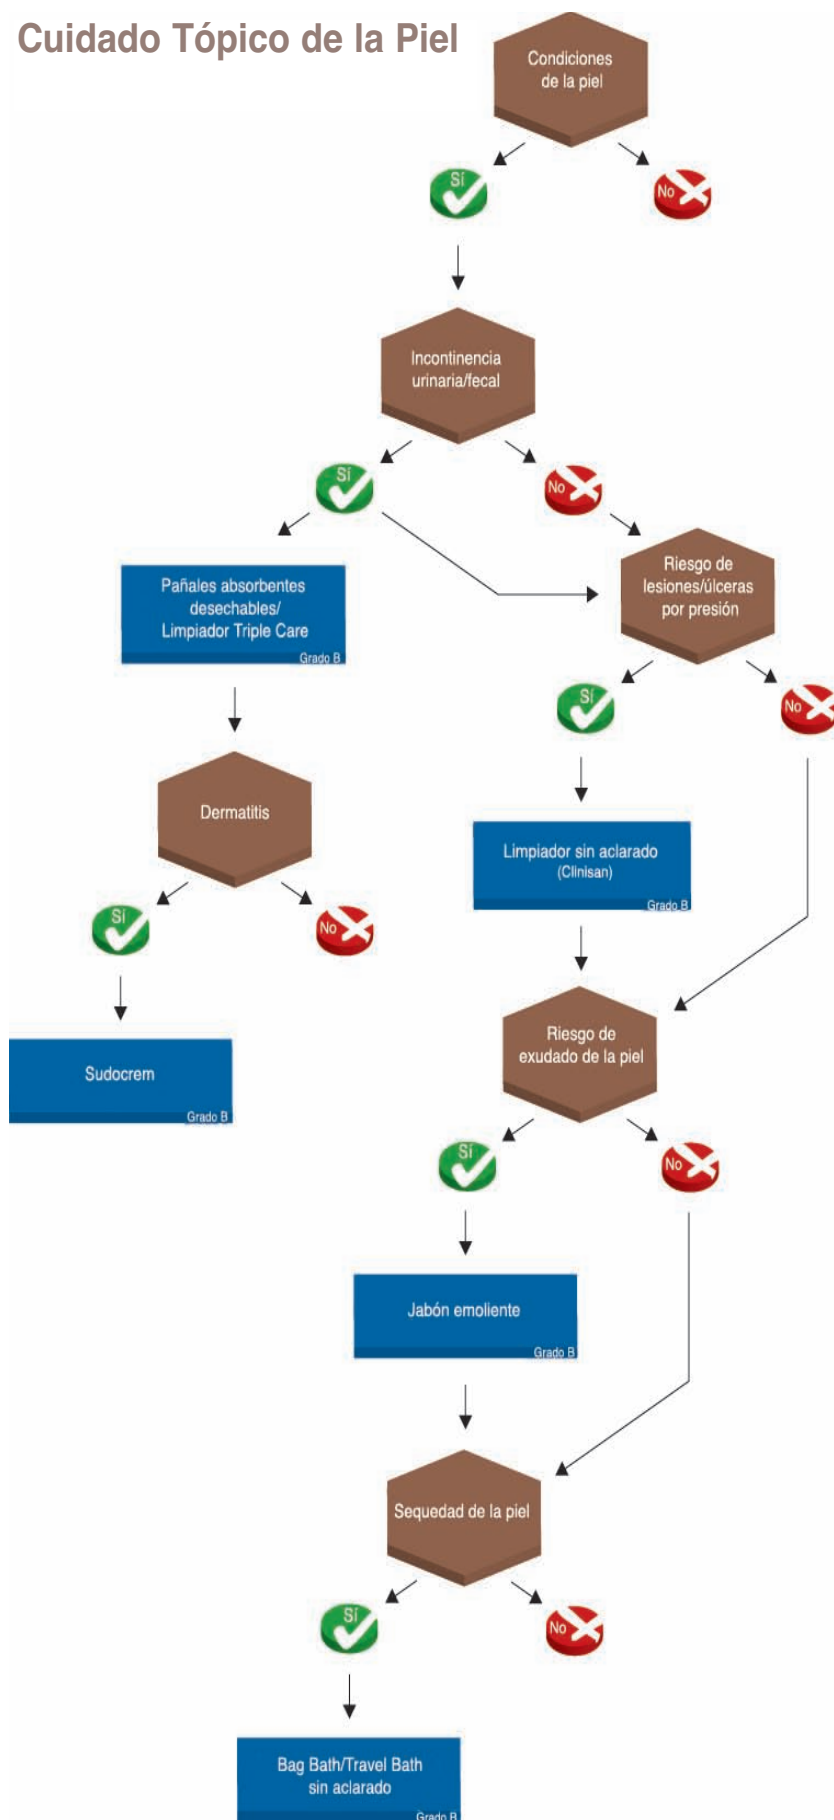 Cuidado Tópico de la Piel
Condiciones
de la piel
Sí
No
Incontinencia
urinaria/fecal
Sí
No
Pañales absorbentes
desechables/
Limpiador Triple Care
Grado B
Riesgo de
lesiones/úlceras
por presión
Sí
No
Dermatitis
Limpiador sin aclarado
(Clinisan)
Grado B
Sí
No
Riesgo de
exudado de la piel
Sudocrem
Grado B
Sí
No
Jabón emoliente
Grado B
Sequedad de la piel
Sí
No
Bag Bath/Travel Bath
sin aclarado
Grado B